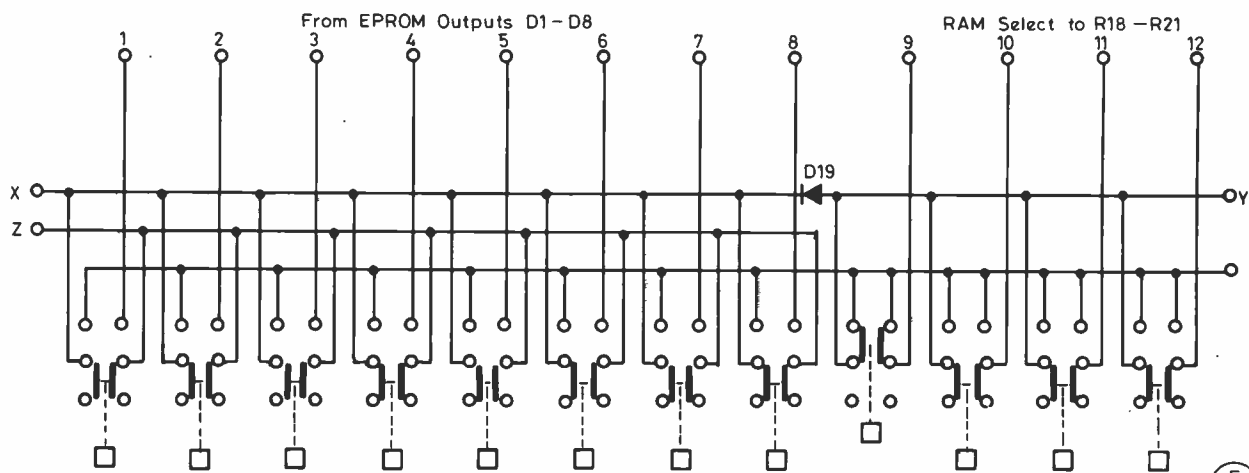 From EPROM Outputs D1-D8
RAM Select to R18-R21
1 2 3 4 5 6 7 8 9 10 11 12
D19
X
Y
Z